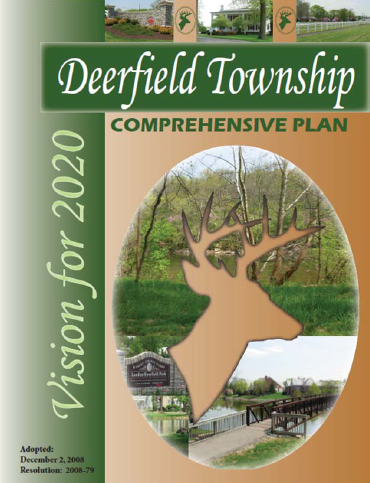 Deerfield Township
COMPREHENSIVE PLAN
Vision for 2020
Adopted:
December 2, 2008
Resolution: 2008-79